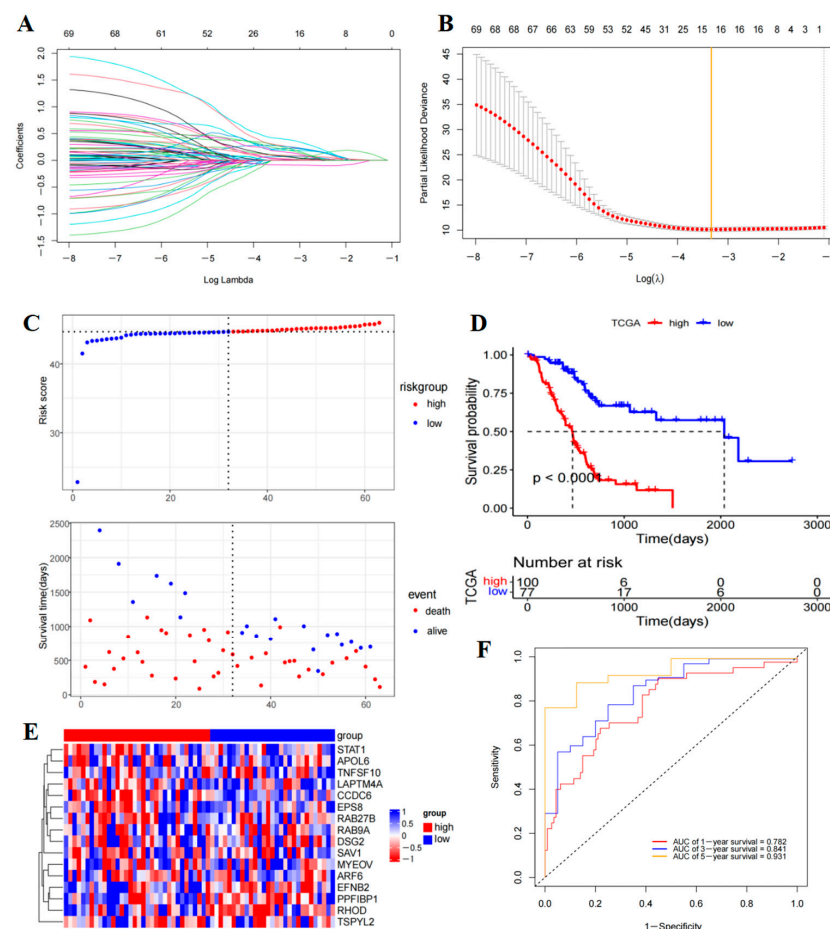 A
69 68 61 52 26 16 8 0
2.0
1.5
1.0
0.5
0.0
−0.5
−1.0
−1.5
Coefficients
−8 −7 −6 −5 −4 −3 −2 −1
Log Lambda
B
69 68 68 67 66 63 59 53 52 45 31 25 15 16 16 16 8 4 3 1
45
40
35
30
25
20
15
10
Partial Likelihood Deviance
−8 −7 −6 −5 −4 −3 −2 −1
Log(λ)
C
40
30
Risk score
0 20 40 60
riskgroup
high
low
2500
2000
1500
1000
500
0
Survival time(days)
0 10 20 30 40 50 60
event
death
alive
D
TCGA high low
1.00
0.75
0.50
0.25
0.00
Survival probability
p < 0.0001
0 1000 2000 3000
Time(days)
Number at risk
TCGA
high 100 6 0 0
low 77 17 6 0
0 1000 2000 3000
Time(days)
E
group
STAT1
APOL6
TNFSF10
LAPTM4A
CCDC6
EPS8
RAB27B
RAB9A
DSG2
SAV1
MYEOV
ARF6
EFNB2
PPFIBP1
RHOD
TSPYL2
1
0.5
0
−0.5
−1
group
high
low
F
1.0
0.8
0.6
0.4
0.2
0.0
Sensitivity
AUC of 1−year survival = 0.782
AUC of 3−year survival = 0.841
AUC of 5−year survival = 0.931
0.0 0.2 0.4 0.6 0.8 1.0
1−Specificity